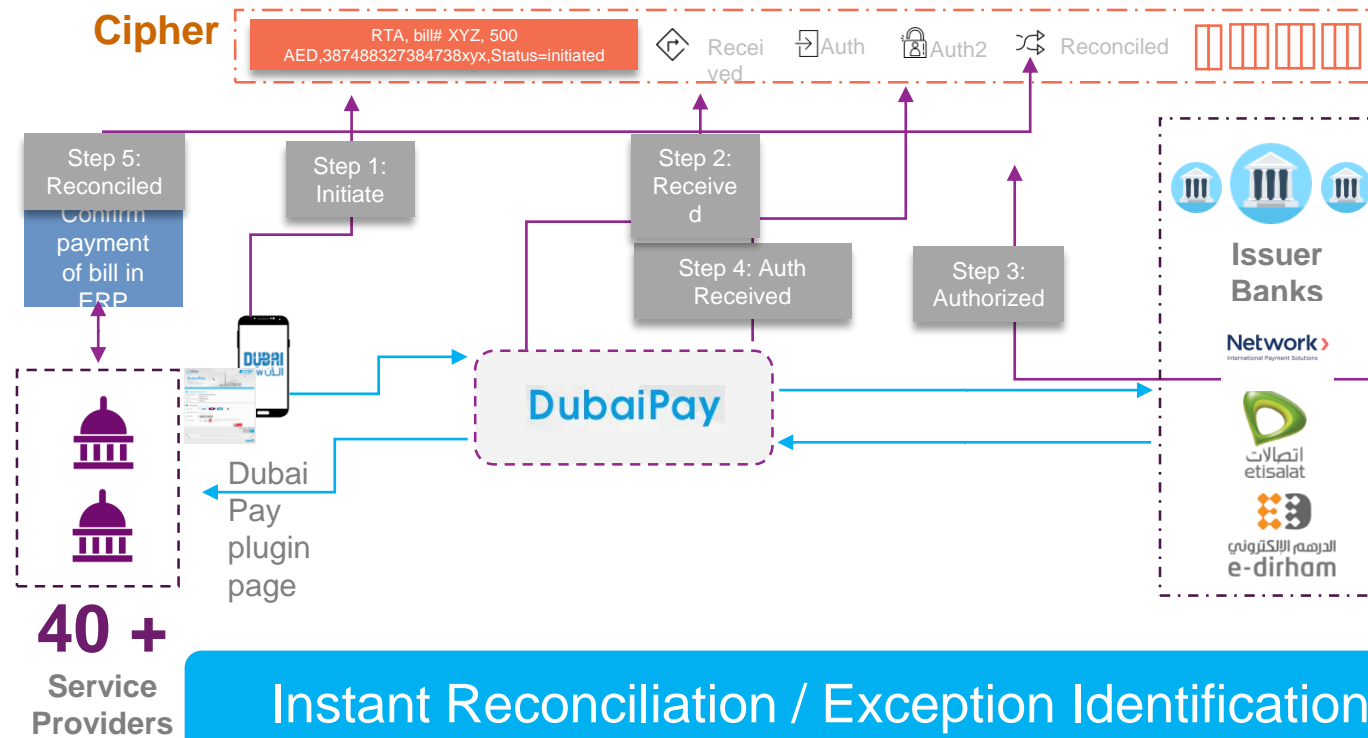 Cipher
RTA, bill# XYZ, 500
AED,387488327384738xyx,Status=initiated
Recei
ved
Auth
Auth2
Reconciled
Step 5:
Reconciled
Confirm
payment
of bill in
ERP
Step 1:
Initiate
Step 2:
Receive
d
Step 4: Auth
Received
Step 3:
Authorized
Issuer
Banks
Network
International Payment Solutions
اتصالات
etisalat
الدرهم الإلكتروني
e-dirham
DUBAI
DubaiPay
Dubai
Pay
plugin
page
40 +
Service
Providers
Instant Reconciliation / Exception Identification